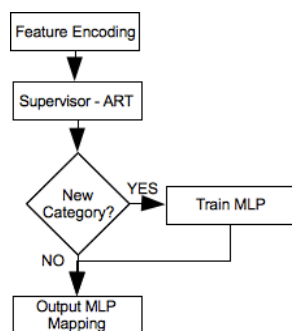 Feature Encoding
Supervisor - ART
New
Category?
YES
Train MLP
NO
Output MLP
Mapping